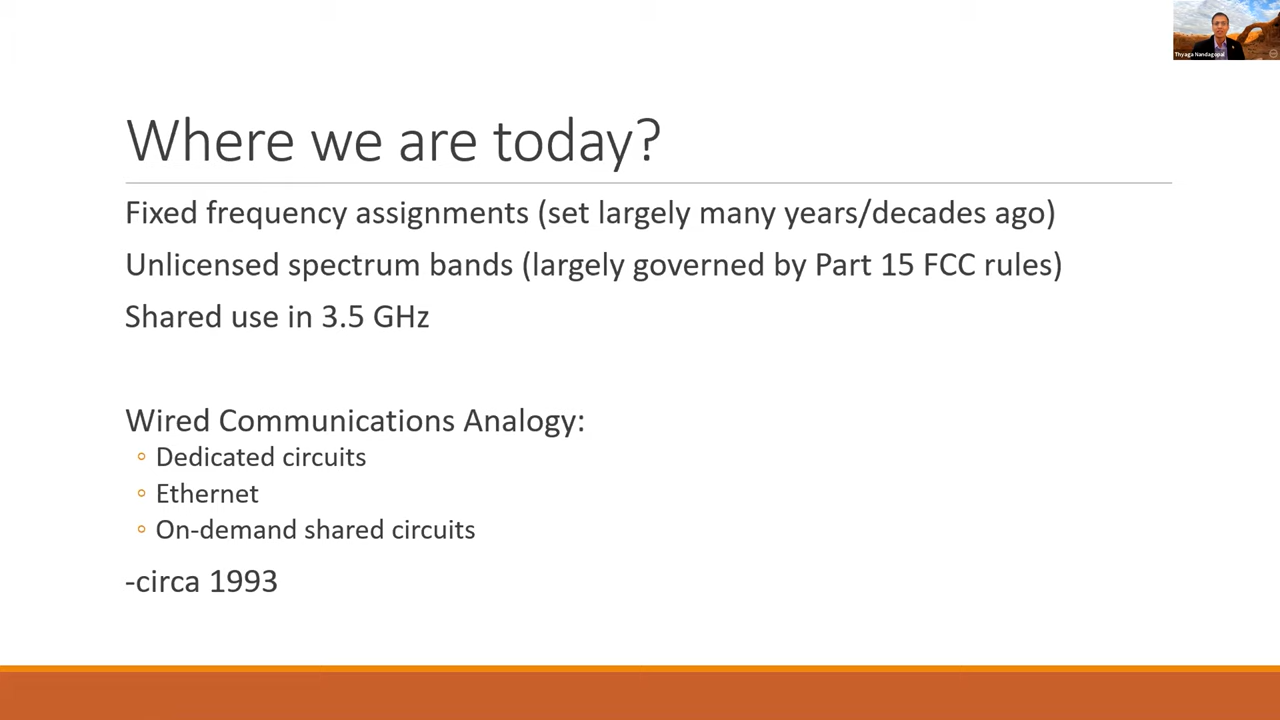 Thyaga Nandagopal
Where we are today?
Fixed frequency assignments (set largely many years/decades ago)
Unlicensed spectrum bands (largely governed by Part 15 FCC rules)
Shared use in 3.5 GHz
Wired Communications Analogy:
◦ Dedicated circuits
◦ Ethernet
◦ On-demand shared circuits
-circa 1993